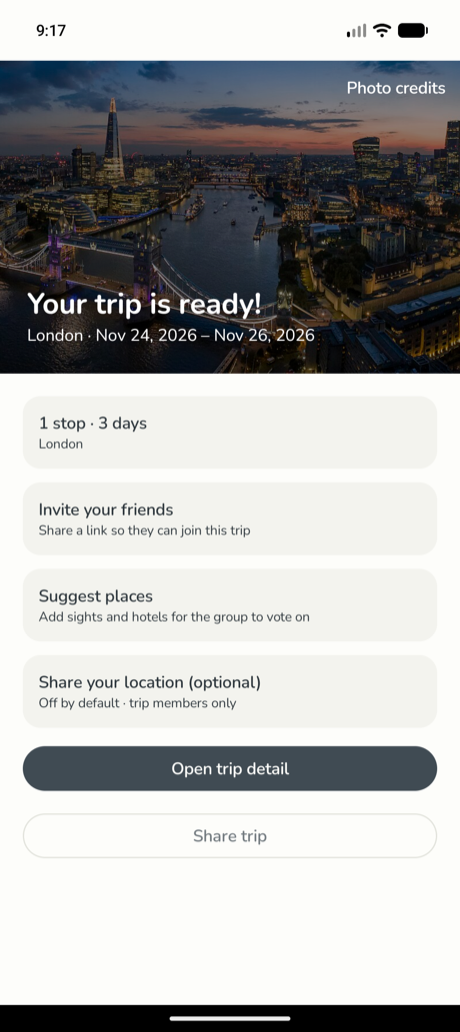 9:17
Photo credits
Your trip is ready!
London · Nov 24, 2026 – Nov 26, 2026
1 stop · 3 days
London
Invite your friends
Share a link so they can join this trip
Suggest places
Add sights and hotels for the group to vote on
Share your location (optional)
Off by default · trip members only
Open trip detail
Share trip